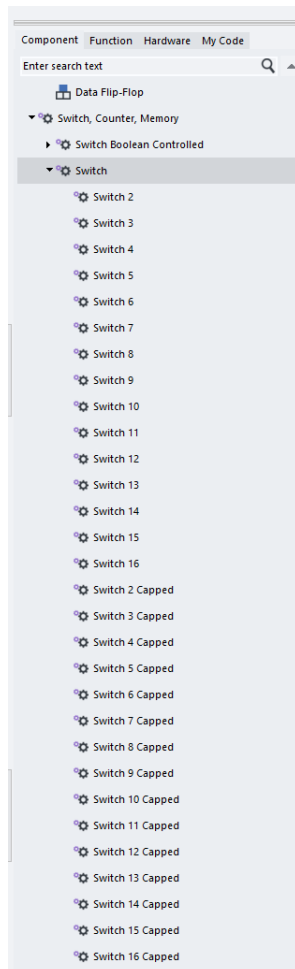 Component Function Hardware My Code
Enter search text
Data Flip-Flop
Switch, Counter, Memory
Switch Boolean Controlled
Switch
Switch 2
Switch 3
Switch 4
Switch 5
Switch 6
Switch 7
Switch 8
Switch 9
Switch 10
Switch 11
Switch 12
Switch 13
Switch 14
Switch 15
Switch 16
Switch 2 Capped
Switch 3 Capped
Switch 4 Capped
Switch 5 Capped
Switch 6 Capped
Switch 7 Capped
Switch 8 Capped
Switch 9 Capped
Switch 10 Capped
Switch 11 Capped
Switch 12 Capped
Switch 13 Capped
Switch 14 Capped
Switch 15 Capped
Switch 16 Capped